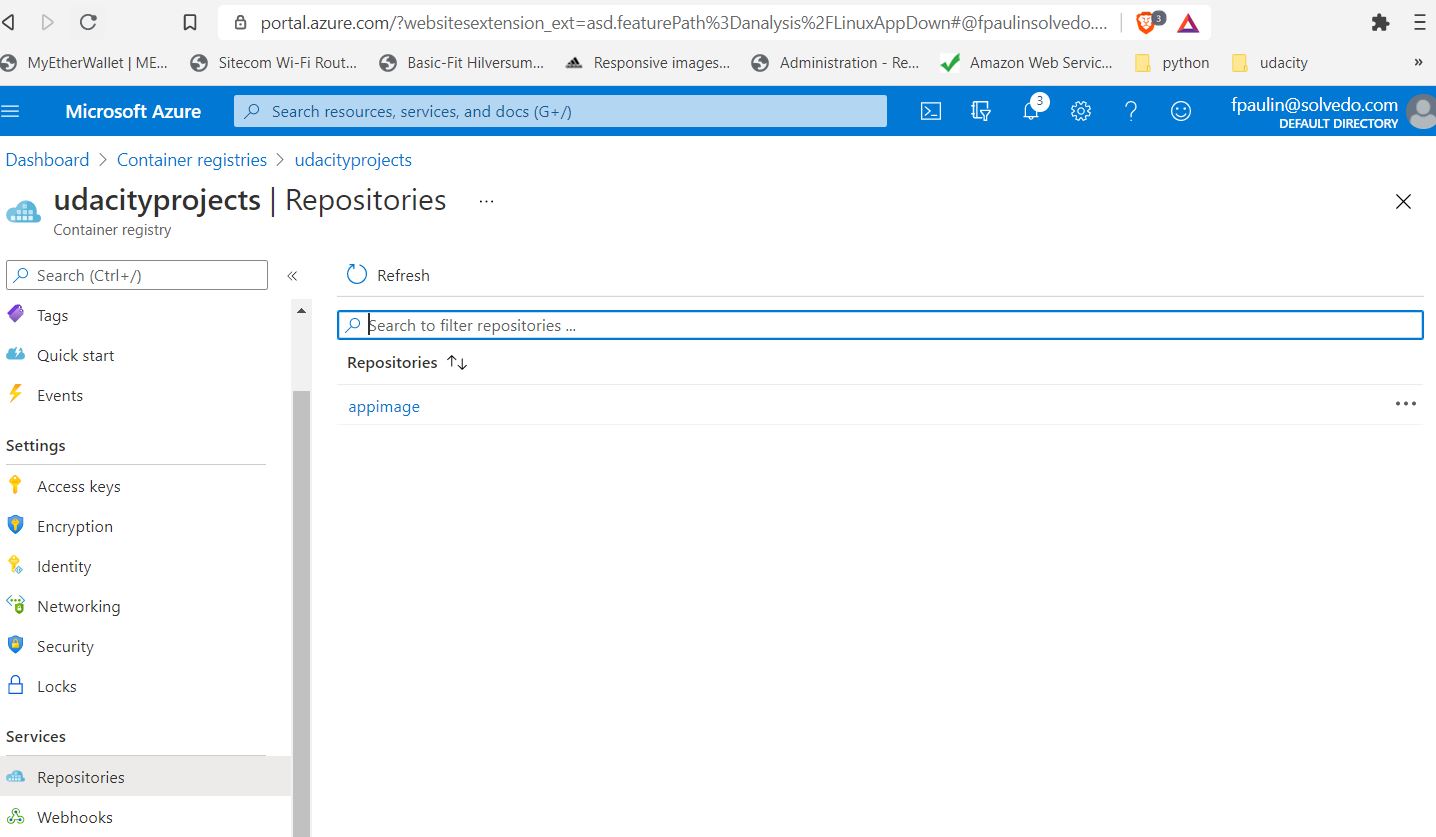 portal.azure.com/?websitesextension_ext=asd.featurePath%3Danalysis%2FLinuxAppDown#@fpaulinsolvedo.... 3
MyEtherWallet | ME... Sitecom Wi-Fi Rout... Basic-Fit Hilversum... Responsive images... Administration - Re... Amazon Web Servic... python udacity »
Microsoft Azure Search resources, services, and docs (G+/) 3 fpaulin@solvedo.com
DEFAULT DIRECTORY
Dashboard > Container registries > udacityprojects
udacityprojects | Repositories ...
Container registry
Search (Ctrl+/) «
Refresh
Tags
Search to filter repositories ...
Quick start
Repositories ↑↓
Events
appimage ...
Settings
Access keys
Encryption
Identity
Networking
Security
Locks
Services
Repositories
Webhooks